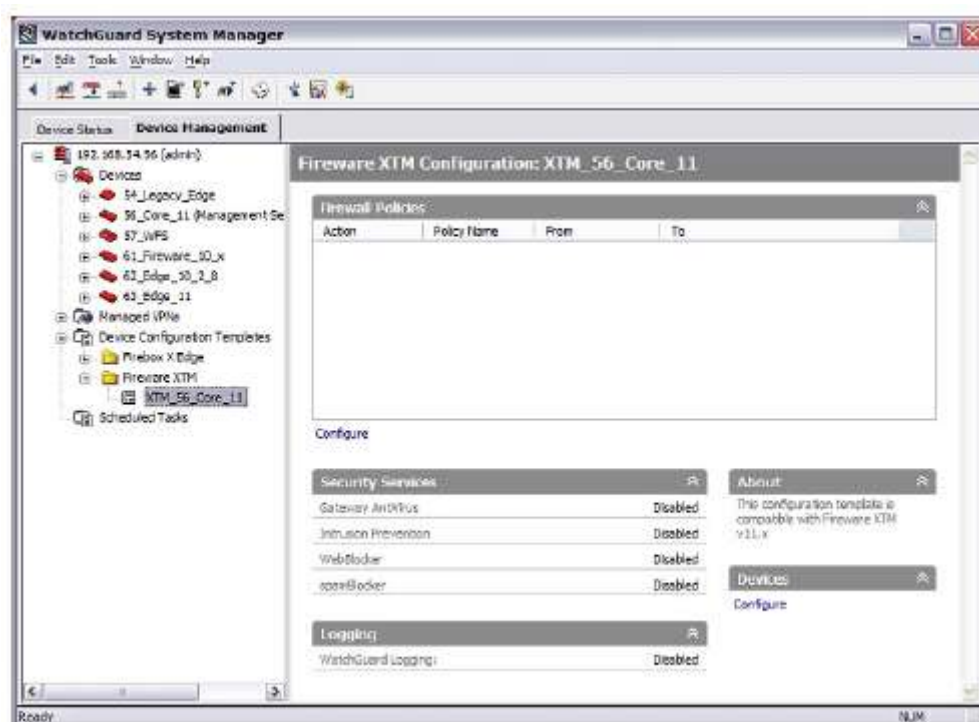 WatchGuard System Manager
File Edit Tools Window Help
Device Status Device Management
192.168.54.56 (admin)
Devices
54_Legacy_Edge
56_Core_11 (Management Se
57_WFS
61_Fireware_10_x
62_Edge_10_2_8
63_Edge_11
Managed VPNs
Device Configuration Templates
Firebox X Edge
Fireware XTM
XTM_56_Core_11
Scheduled Tasks
Fireware XTM Configuration: XTM_56_Core_11
Firewall Policies
Action Policy Name From To
Configure
Security Services
Gateway AntiVirus Disabled
Intrusion Prevention Disabled
WebBlocker Disabled
spamBlocker Disabled
Logging
WatchGuard Logging: Disabled
About
This configuration template is
compatible with Fireware XTM
v11.x
Devices
Configure
Ready NUM